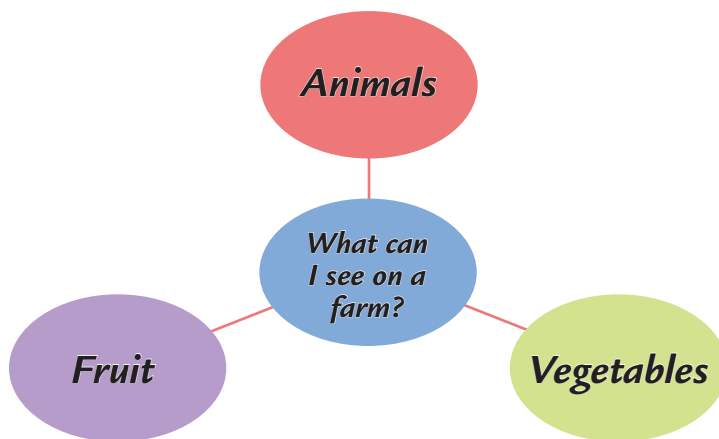 Animals
What can
I see on a
farm?
Fruit
Vegetables